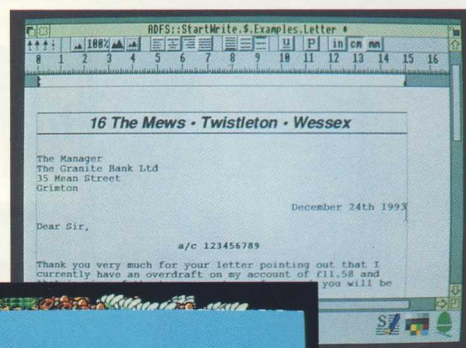 ADFS::StartWrite.$.Examples.Letter *
100%
U P in cm mm
0 1 2 3 4 5 6 7 8 9 10 11 12 13 14 15 16
16 The Mews • Twistleton • Wessex
The Manager
The Granite Bank Ltd
35 Mean Street
Grimton
December 24th 1993
Dear Sir,
a/c 123456789
Thank you very much for your letter pointing out that I
currently have an overdraft on my account of £11.58 and
you will be